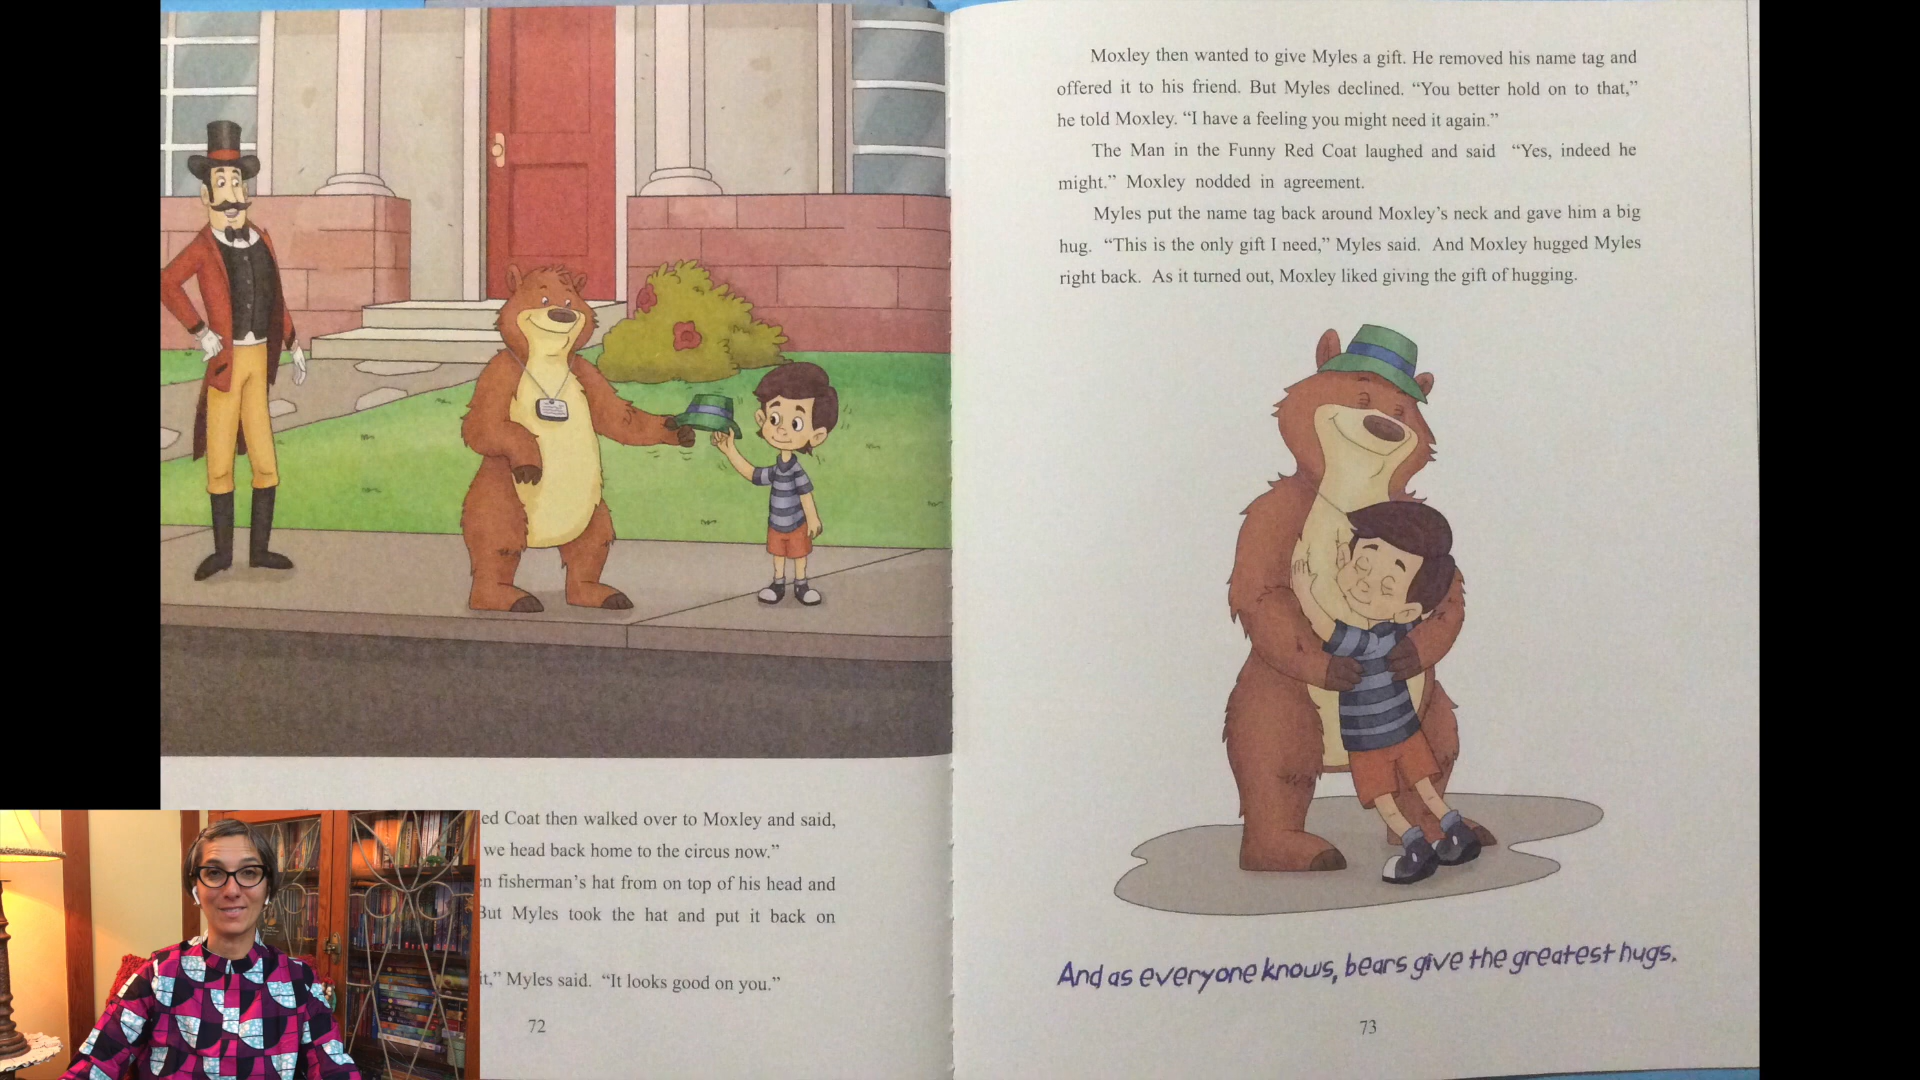 ed Coat then walked over to Moxley and said,
we head back home to the circus now.”
fisherman’s hat from on top of his head and
But Myles took the hat and put it back on
it,” Myles said. “It looks good on you.”
72
Moxley then wanted to give Myles a gift. He removed his name tag and
offered it to his friend. But Myles declined. “You better hold on to that,”
he told Moxley. “I have a feeling you might need it again.”
The Man in the Funny Red Coat laughed and said “Yes, indeed he
might.” Moxley nodded in agreement.
Myles put the name tag back around Moxley’s neck and gave him a big
hug. “This is the only gift I need,” Myles said. And Moxley hugged Myles
right back. As it turned out, Moxley liked giving the gift of hugging.
And as everyone knows, bears give the greatest hugs.
73